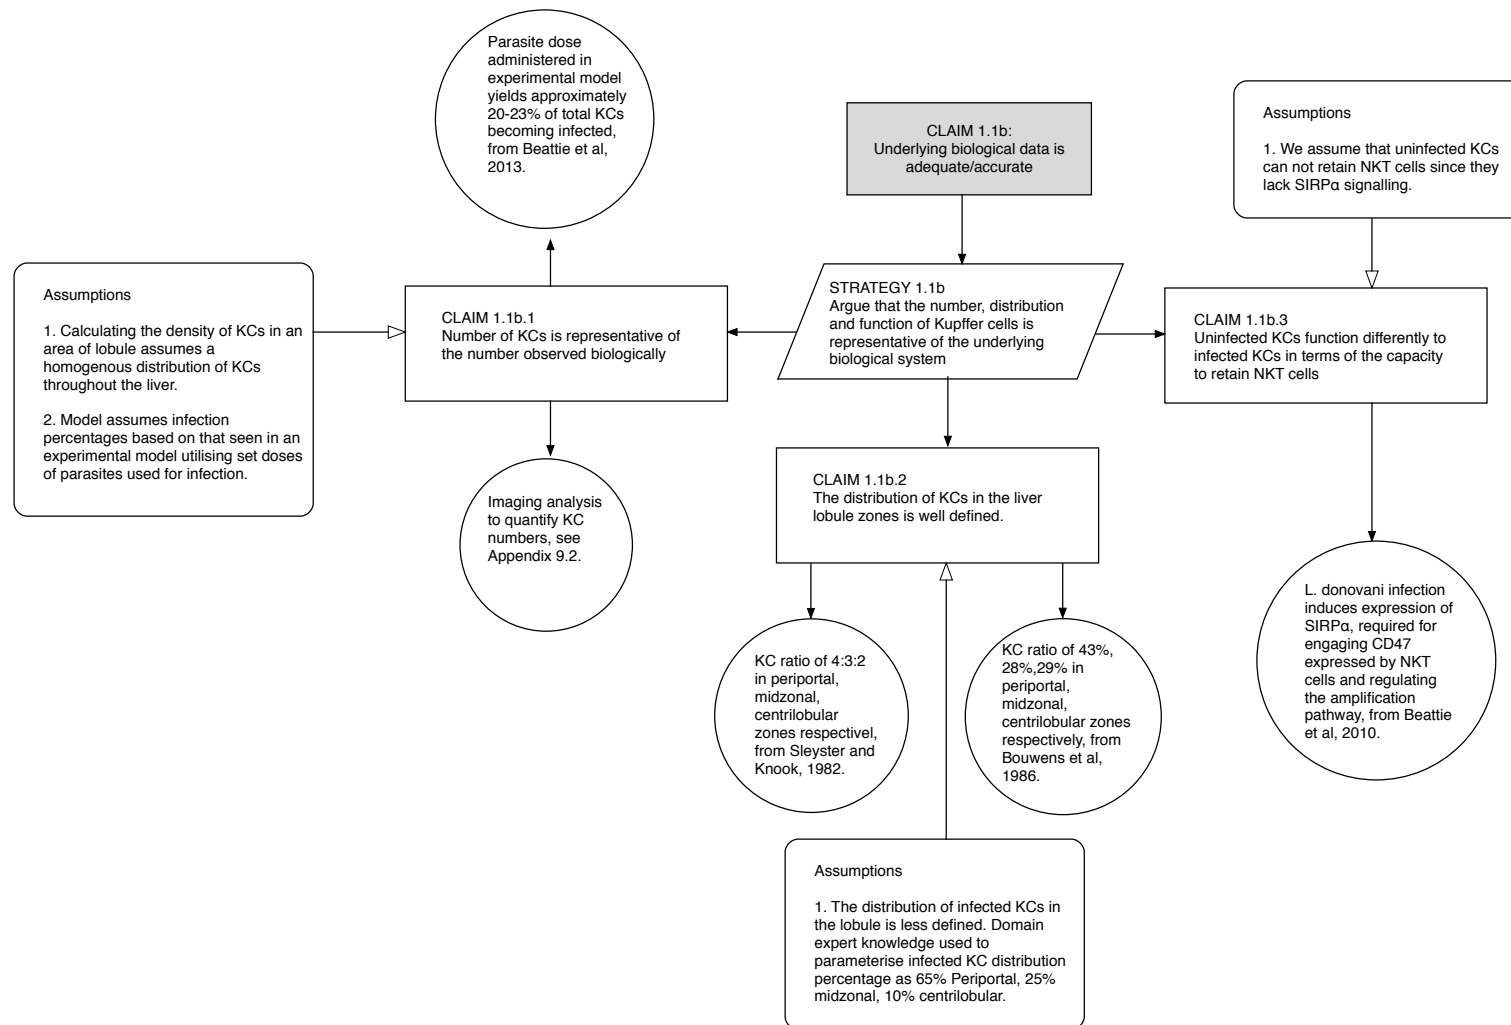 Parasite dose
administered in
experimental model
yields approximately
20-23% of total KCs
becoming infected,
from Beattie et al,
2013.
CLAIM 1.1b:
Underlying biological data is
adequate/accurate
Assumptions
1. We assume that uninfected KCs
can not retain NKT cells since they
lack SIRPα signalling.
Assumptions
1. Calculating the density of KCs in an
area of lobule assumes a
homogenous distribution of KCs
throughout the liver.
2. Model assumes infection
percentages based on that seen in an
experimental model utilising set doses
of parasites used for infection.
CLAIM 1.1b.1
Number of KCs is representative of
the number observed biologically
STRATEGY 1.1b
Argue that the number, distribution
and function of Kupffer cells is
representative of the underlying
biological system
CLAIM 1.1b.3
Uninfected KCs function differently to
infected KCs in terms of the capacity
to retain NKT cells
Imaging analysis
to quantify KC
numbers, see
Appendix 9.2.
CLAIM 1.1b.2
The distribution of KCs in the liver
lobule zones is well defined.
KC ratio of 4:3:2
in periportal,
midzonal,
centrilobular
zones respectivel,
from Sleyster and
Knook, 1982.
KC ratio of 43%,
28%,29% in
periportal,
midzonal,
centrilobular zones
respectively, from
Bouwens et al,
1986.
L. donovani infection
induces expression of
SIRPα, required for
engaging CD47
expressed by NKT
cells and regulating
the amplification
pathway, from Beattie
et al, 2010.
Assumptions
1. The distribution of infected KCs in
the lobule is less defined. Domain
expert knowledge used to
parameterise infected KC distribution
percentage as 65% Periportal, 25%
midzonal, 10% centrilobular.